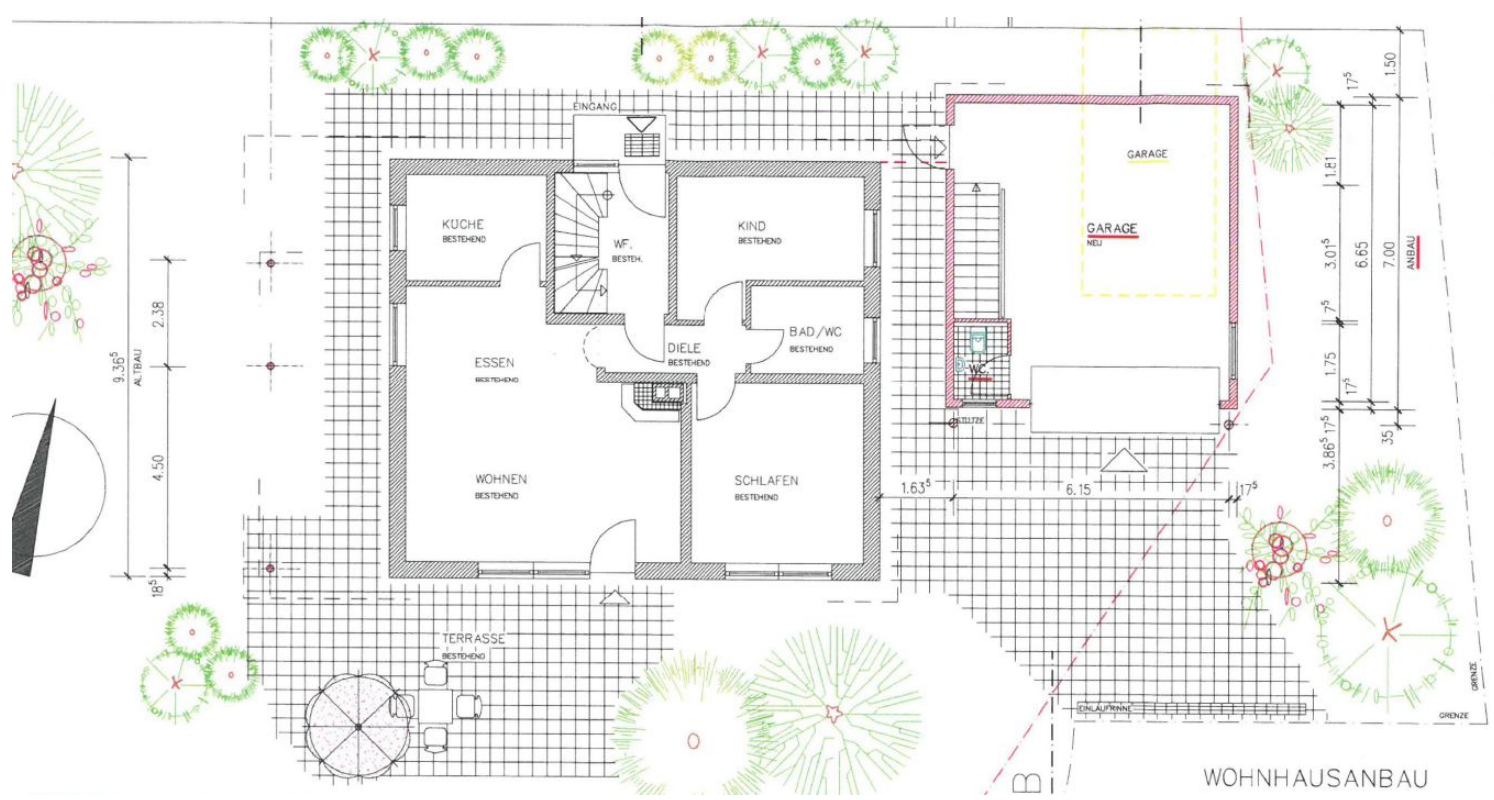 EINGANG
KÜCHE
BESTEHEND
WF.
BESTEH.
KIND
BESTEHEND
GARAGE
GARAGE
NEU
ESSEN
BESTEHEND
DIELE
BESTEHEND
BAD/WC
BESTEHEND
WC.
STÜTZE
WOHNEN
BESTEHEND
SCHLAFEN
BESTEHEND
TERRASSE
BESTEHEND
9.36⁵
ALTBAU
2.38
4.50
18⁵
1.63⁵
6.15
17⁵
1.50
17⁵
1.81
3.01⁵
6.65
7.00
ANBAU
7⁵
1.75
17⁵
3.86⁵
17⁵
35
EINLAUFRINNE
GRENZE
GRENZE
B
WOHNHAUSANBAU